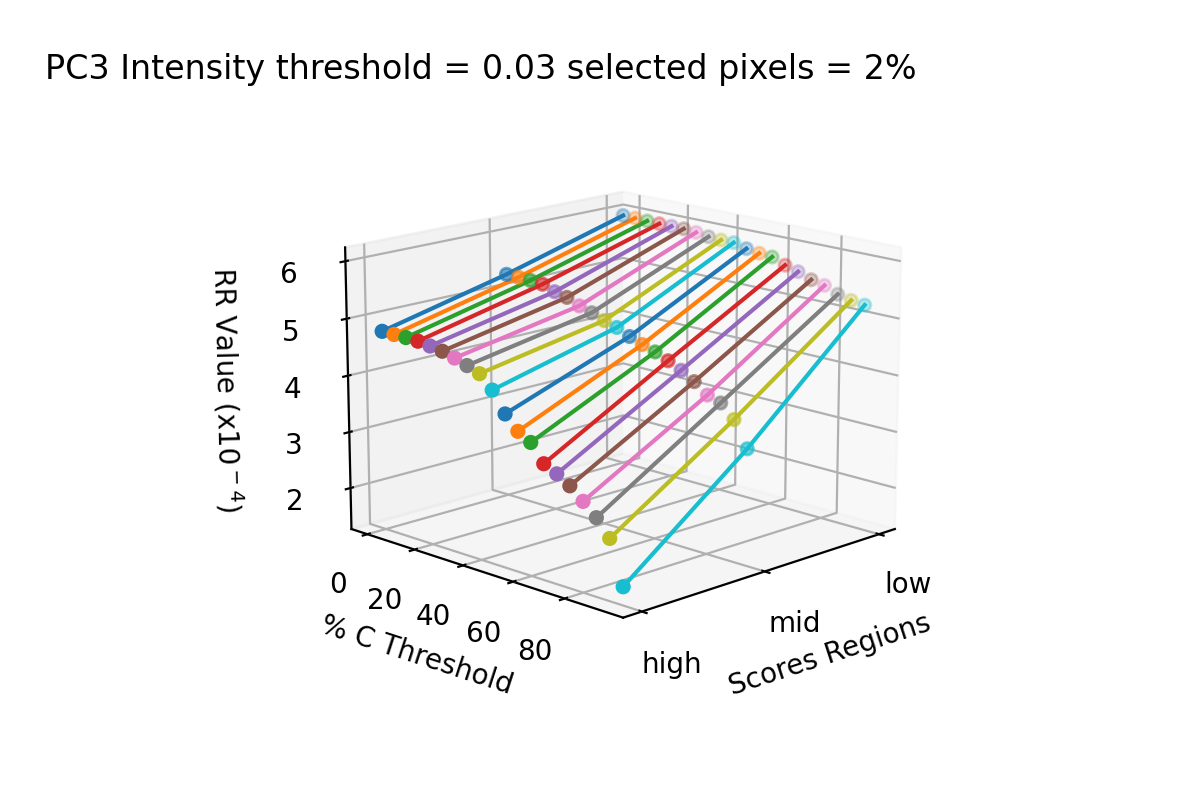 PC3 Intensity threshold = 0.03 selected pixels = 2%
RR Value (x10⁻⁴)
6
5
4
3
2
0
20
40
60
80
% C Threshold
high
mid
low
Scores Regions